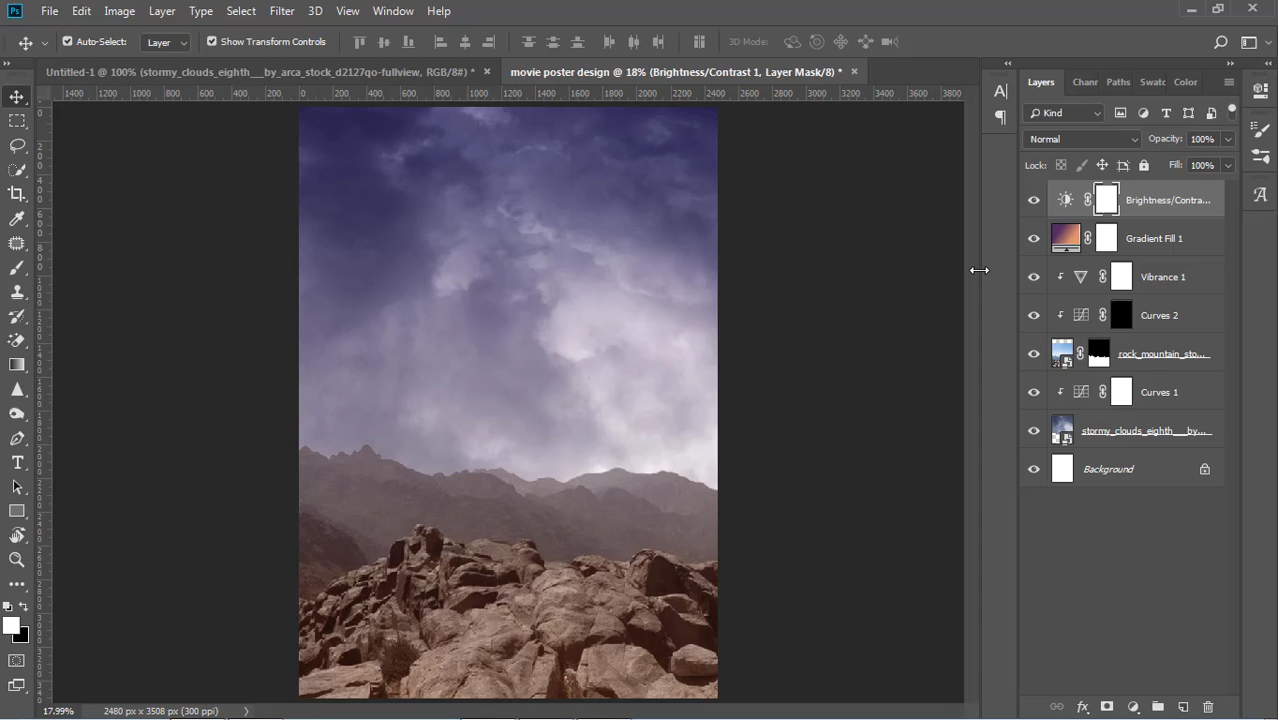 Ps File Edit Image Layer Type Select Filter 3D View Window Help
Auto-Select: Layer Show Transform Controls 3D Mode:
Untitled-1 @ 100% (stormy_clouds_eighth___by_arca_stock_d2127qo-fullview, RGB/8#) * × movie poster design @ 18% (Brightness/Contrast 1, Layer Mask/8) * ×
1400 1200 1000 800 600 400 200 0 200 400 600 800 1000 1200 1400 1600 1800 2000 2200 2400 2600 2800 3000 3200 3400 3600 3800
Layers Chanr Paths Swatc Color
Kind
Normal Opacity: 100%
Lock: Fill: 100%
Brightness/Contra...
Gradient Fill 1
Vibrance 1
Curves 2
rock_mountain_sto...
Curves 1
stormy_clouds_eighth___by...
Background
17.99% 2480 px x 3508 px (300 ppi)